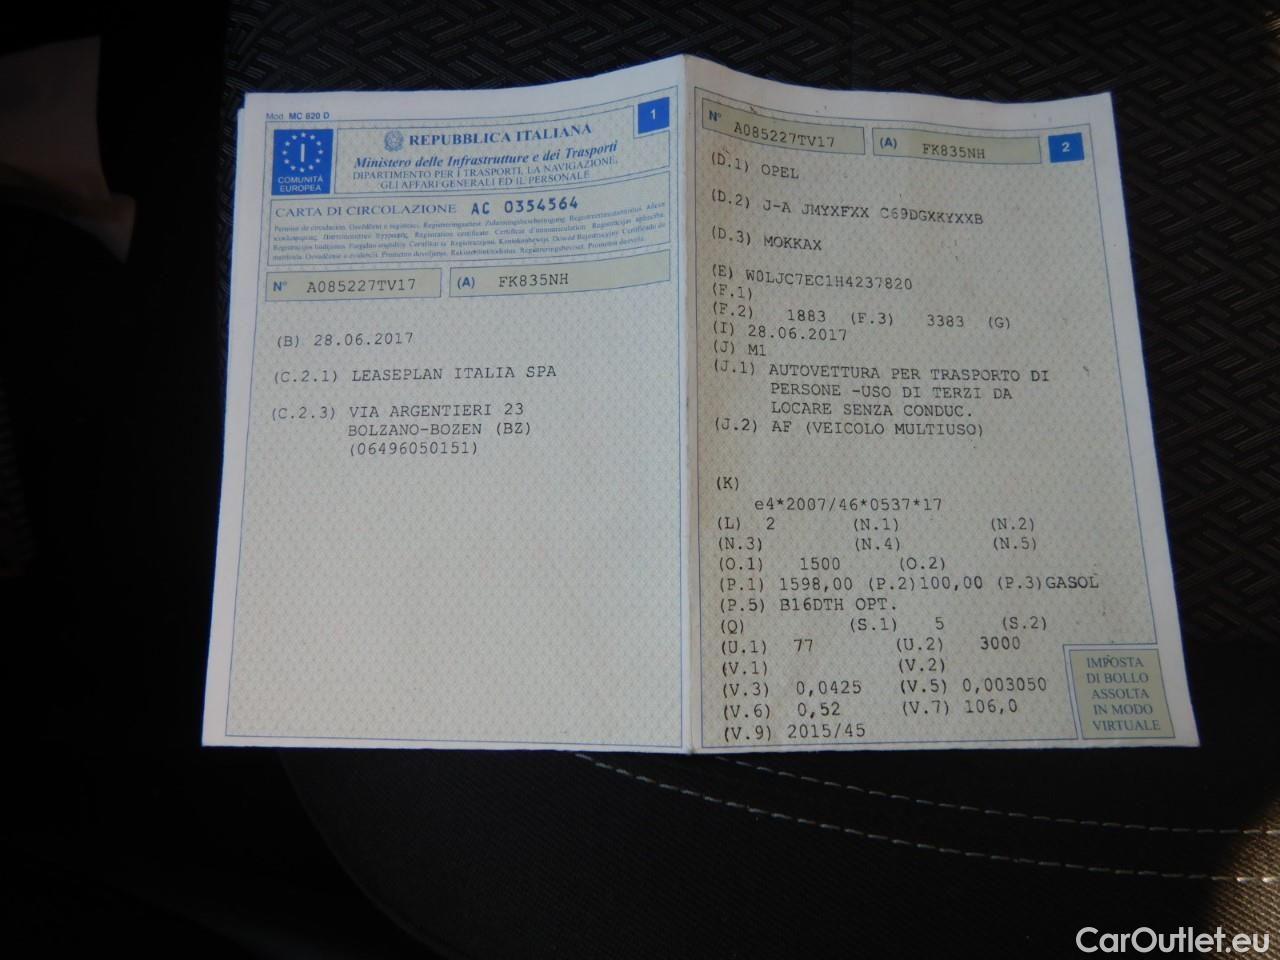 Mod. MC 820 D
1
COMUNITÀ
EUROPEA
REPUBBLICA ITALIANA
Ministero delle Infrastrutture e dei Trasporti
DIPARTIMENTO PER I TRASPORTI, LA NAVIGAZIONE,
GLI AFFARI GENERALI ED IL PERSONALE
CARTA DI CIRCOLAZIONE AC 0354564
N° A085227TV17 (A) FK835NH
(B) 28.06.2017
(C.2.1) LEASEPLAN ITALIA SPA
(C.2.3) VIA ARGENTIERI 23
BOLZANO-BOZEN (BZ)
(06496050151)
N° A085227TV17 (A) FK835NH 2
(D.1) OPEL
(D.2) J-A JMYXFXX C69DGXKYXXB
(D.3) MOKKAX
(E) W0LJC7EC1H4237820
(F.1)
(F.2) 1883 (F.3) 3383 (G)
(I) 28.06.2017
(J) M1
(J.1) AUTOVETTURA PER TRASPORTO DI
PERSONE -USO DI TERZI DA
LOCARE SENZA CONDUC.
(J.2) AF (VEICOLO MULTIUSO)
(K)
e4*2007/46*0537*17
(L) 2 (N.1) (N.2)
(N.3) (N.4) (N.5)
(O.1) 1500 (O.2)
(P.1) 1598,00 (P.2)100,00 (P.3)GASOL
(P.5) B16DTH OPT.
(Q) (S.1) 5 (S.2)
(U.1) 77 (U.2) 3000
(V.1) (V.2)
(V.3) 0,0425 (V.5) 0,003050
(V.6) 0,52 (V.7) 106,0
(V.9) 2015/45
IMPOSTA
DI BOLLO
ASSOLTA
IN MODO
VIRTUALE
CarOutlet.eu